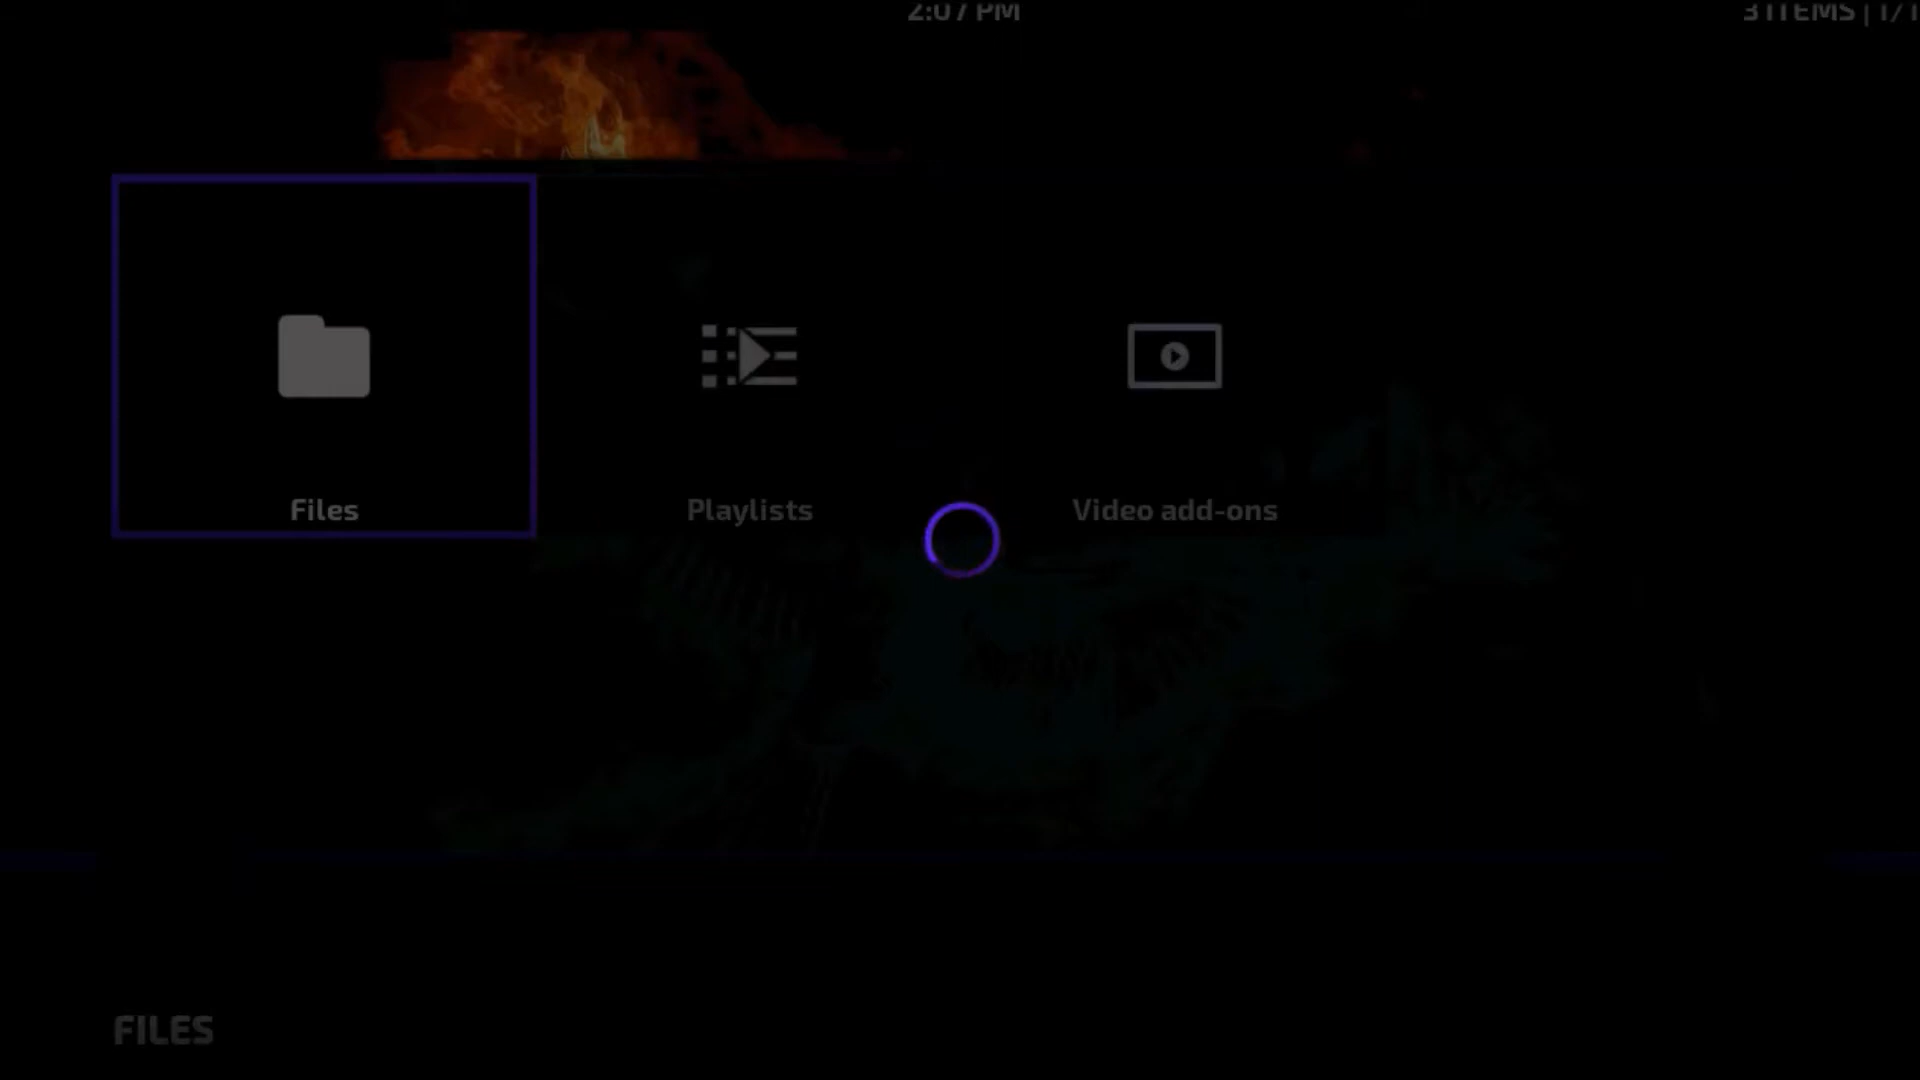 2:07 PM
3 ITEMS | 1/1
Files
Playlists
Video add-ons
FILES